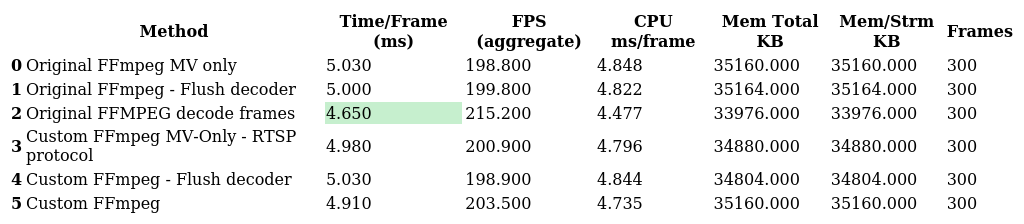 Method Time/Frame (ms) FPS (aggregate) CPU ms/frame Mem Total KB Mem/Strm KB Frames
0 Original FFmpeg MV only 5.030 198.800 4.848 35160.000 35160.000 300
1 Original FFmpeg - Flush decoder 5.000 199.800 4.822 35164.000 35164.000 300
2 Original FFMPEG decode frames 4.650 215.200 4.477 33976.000 33976.000 300
3 Custom FFmpeg MV-Only - RTSP protocol 4.980 200.900 4.796 34880.000 34880.000 300
4 Custom FFmpeg - Flush decoder 5.030 198.900 4.844 34804.000 34804.000 300
5 Custom FFmpeg 4.910 203.500 4.735 35160.000 35160.000 300